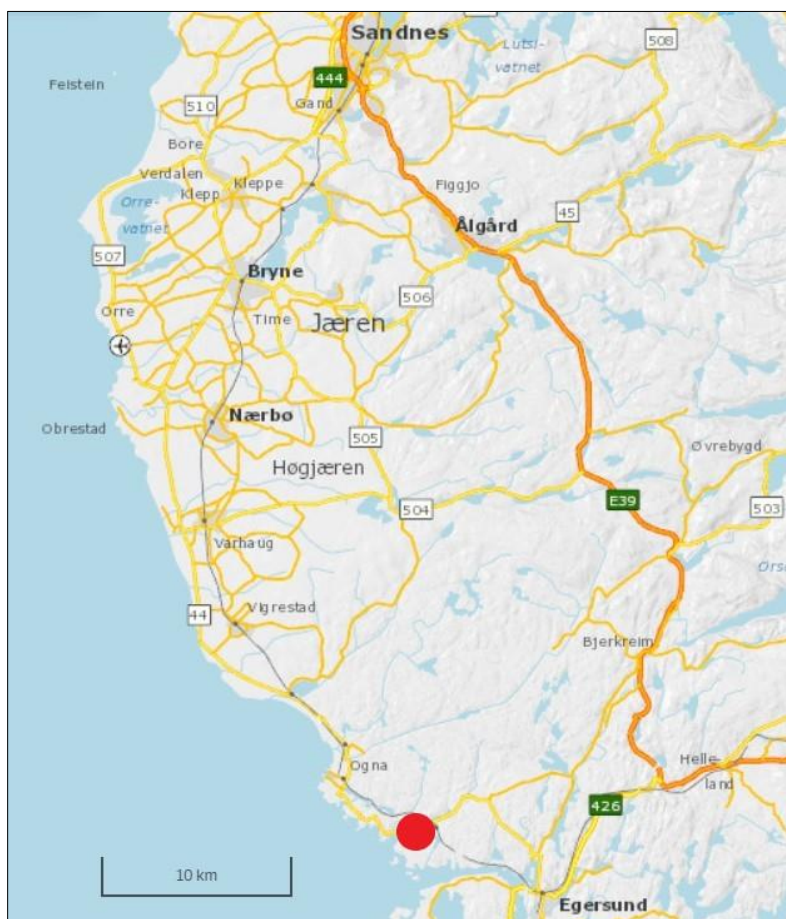 Sandnes
508
Lutsi-
vatnet
Feistein
444
Gand
510
Bore
Verdalen
Kleppe
Klepp
Figgjo
45
Orre-
vatnet
Ålgård
507
Bryne
506
Orre
Time
Jæren
Nærbø
Obrestad
505
Øvrebygd
Høgjæren
E39
504
503
Varhaug
Ors
44
Vigrestad
Bjerkreim
Ogna
Helle-
land
426
10 km
Egersund